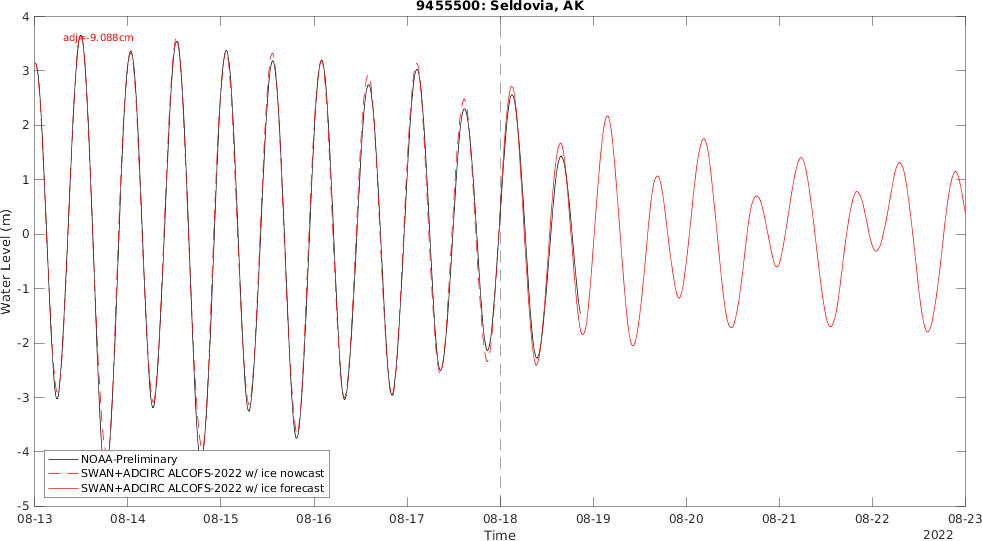 9455500: Seldovia, AK
adj=-9.088cm
4
3
2
1
0
-1
-2
-3
-4
-5
Water Level (m)
NOAA-Preliminary
SWAN+ADCIRC ALCOFS-2022 w/ ice nowcast
SWAN+ADCIRC ALCOFS-2022 w/ ice forecast
08-13 08-14 08-15 08-16 08-17 08-18 08-19 08-20 08-21 08-22 08-23
Time
2022